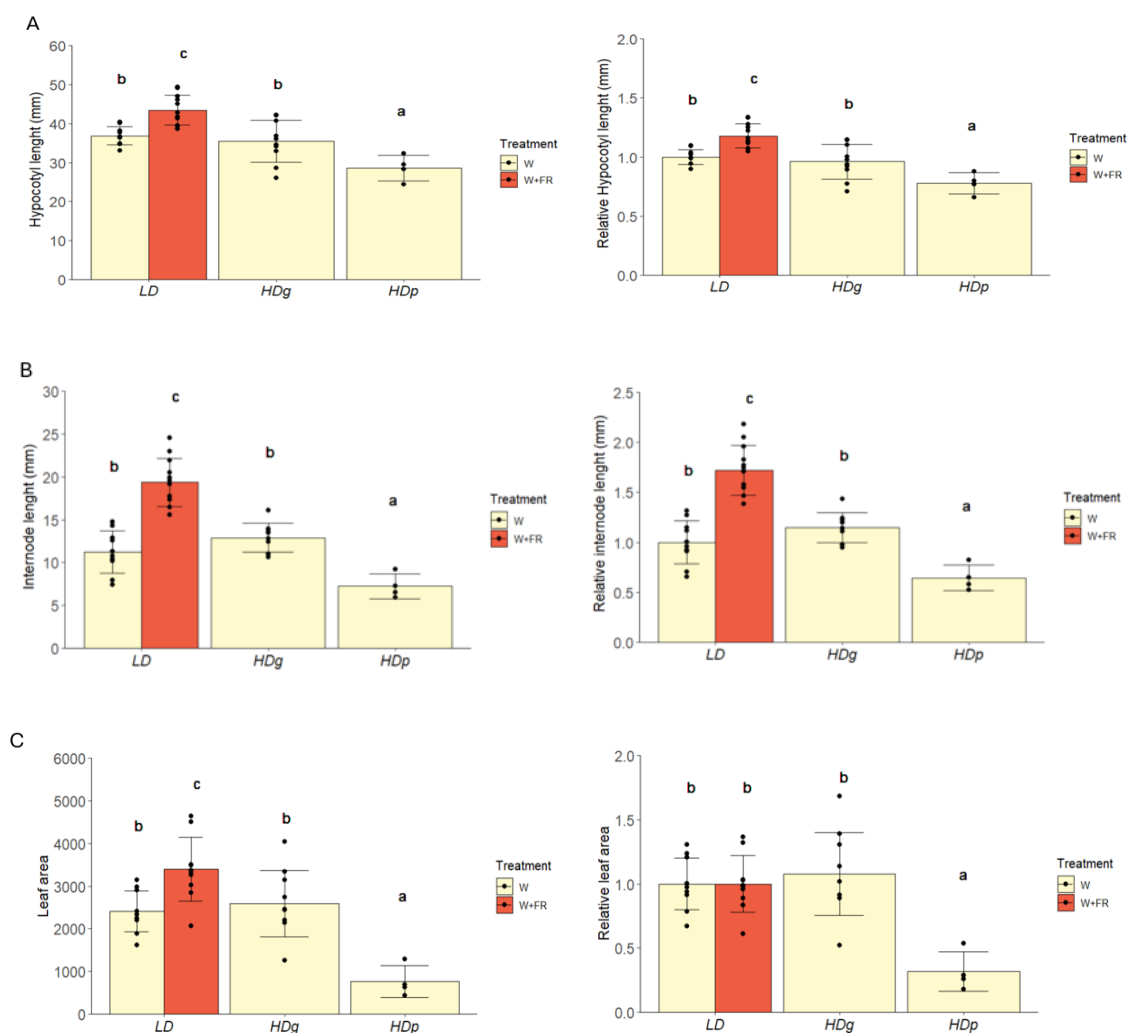 A
Hypocotyl lenght (mm)
60
50
40
30
20
10
0
b
c
b
a
LD
HDg
HDp
Treatment
W
W+FR
Relative Hypocotyl lenght (mm)
2.0
1.5
1.0
0.5
0.0
b
c
b
a
LD
HDg
HDp
Treatment
W
W+FR
B
Internode lenght (mm)
30
25
20
15
10
5
0
b
c
b
a
LD
HDg
HDp
Treatment
W
W+FR
Relative internode lenght (mm)
2.5
2.0
1.5
1.0
0.5
0.0
b
c
b
a
LD
HDg
HDp
Treatment
W
W+FR
C
Leaf area
6000
5000
4000
3000
2000
1000
0
b
c
b
a
LD
HDg
HDp
Treatment
W
W+FR
Relative leaf area
2.0
1.5
1.0
0.5
0.0
b
b
b
a
LD
HDg
HDp
Treatment
W
W+FR